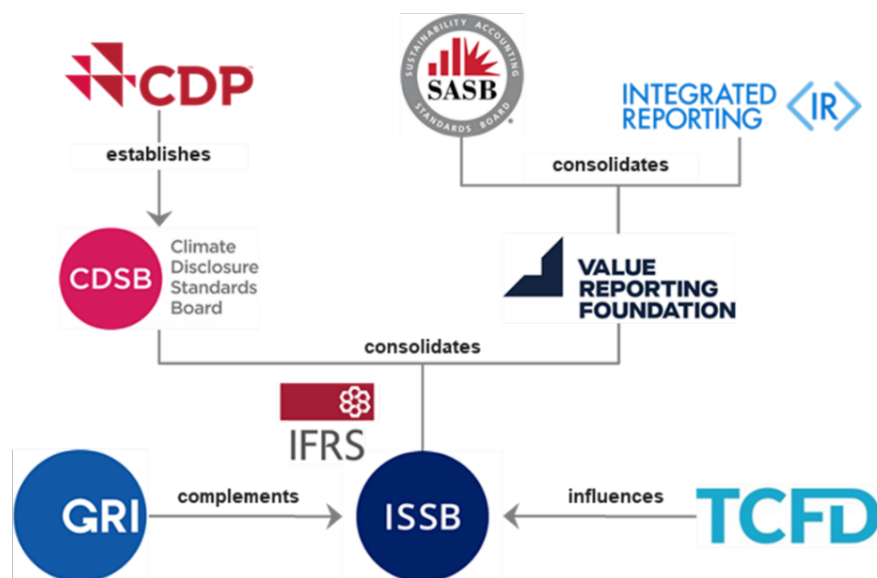 CDP
SUSTAINABILITY ACCOUNTING
SASB
STANDARDS BOARD
®
INTEGRATED
REPORTING
<IR>
establishes
consolidates
CDSB
Climate
Disclosure
Standards
Board
VALUE
REPORTING
FOUNDATION
consolidates
IFRS
GRI
complements
ISSB
influences
TCFD